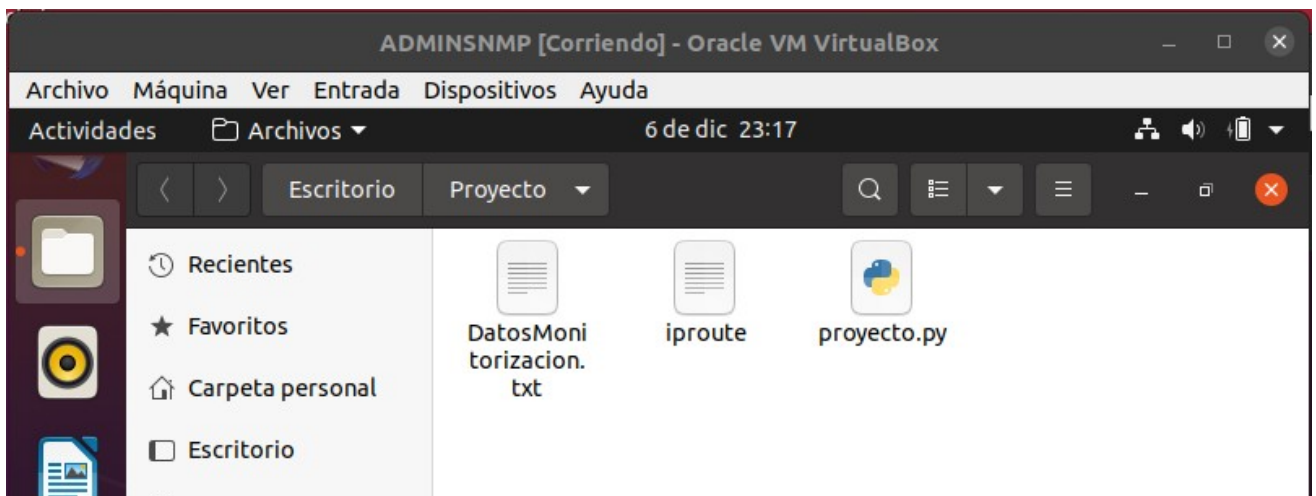 ADMINSNMP [Corriendo] - Oracle VM VirtualBox
Archivo Máquina Ver Entrada Dispositivos Ayuda
Actividades Archivos 6 de dic 23:17
Escritorio Proyecto
Recientes
Favoritos
Carpeta personal
Escritorio
DatosMoni
torizacion.
txt
iproute
proyecto.py